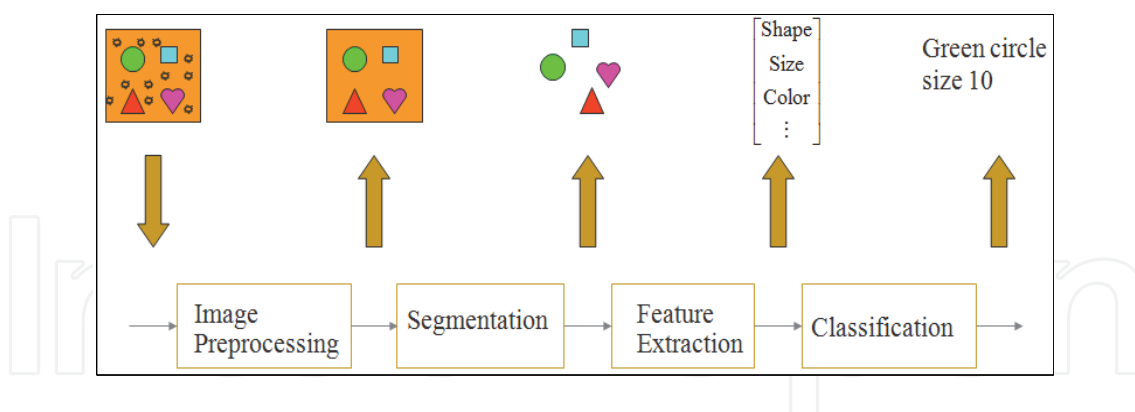 Shape
Size
Color
⋮
Green circle
size 10
Image
Preprocessing
Segmentation
Feature
Extraction
Classification